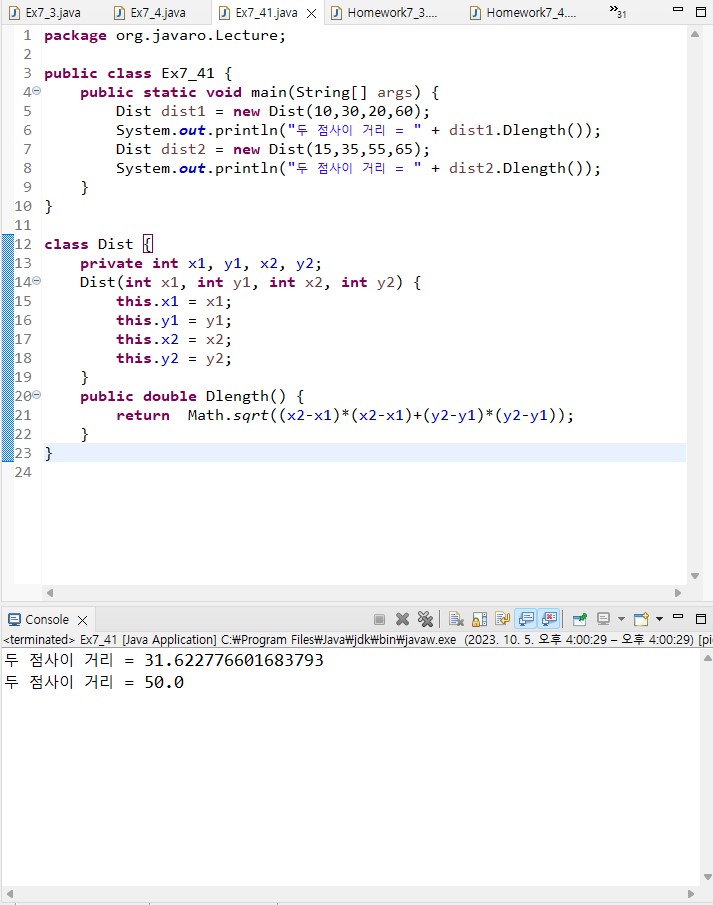 Ex7_3.java Ex7_4.java Ex7_41.java Homework7_3.... Homework7_4.... »31
1 package org.javaro.Lecture;
2
3 public class Ex7_41 {
4     public static void main(String[] args) {
5         Dist dist1 = new Dist(10,30,20,60);
6         System.out.println("두 점사이 거리 = " + dist1.Dlength());
7         Dist dist2 = new Dist(15,35,55,65);
8         System.out.println("두 점사이 거리 = " + dist2.Dlength());
9     }
10 }
11
12 class Dist {
13     private int x1, y1, x2, y2;
14     Dist(int x1, int y1, int x2, int y2) {
15         this.x1 = x1;
16         this.y1 = y1;
17         this.x2 = x2;
18         this.y2 = y2;
19     }
20     public double Dlength() {
21         return  Math.sqrt((x2-x1)*(x2-x1)+(y2-y1)*(y2-y1));
22     }
23 }
24
Console
<terminated> Ex7_41 [Java Application] C:₩Program Files₩Java₩jdk₩bin₩javaw.exe (2023. 10. 5. 오후 4:00:29 – 오후 4:00:29) [pi
두 점사이 거리 = 31.622776601683793
두 점사이 거리 = 50.0